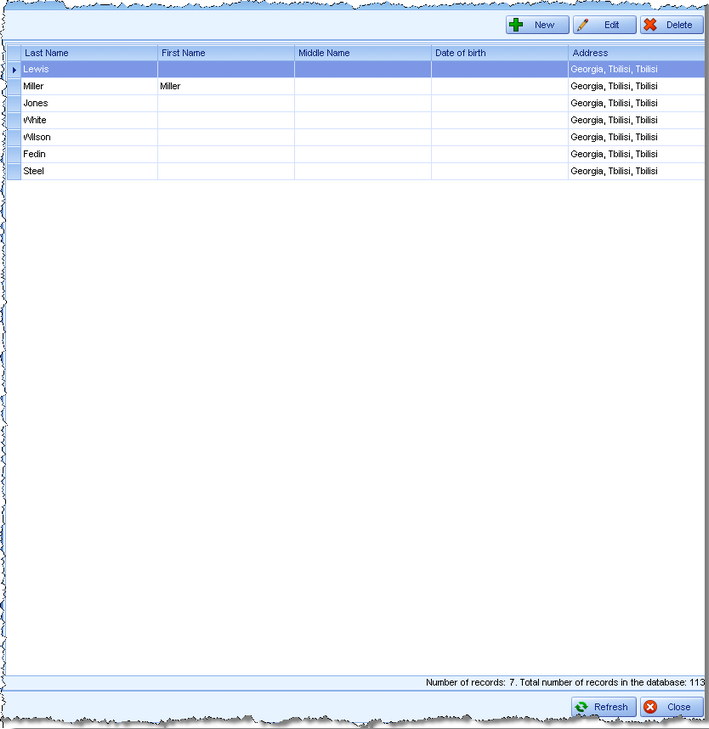 New Edit Delete
Last Name First Name Middle Name Date of birth Address
Lewis Georgia, Tbilisi, Tbilisi
Miller Miller Georgia, Tbilisi, Tbilisi
Jones Georgia, Tbilisi, Tbilisi
White Georgia, Tbilisi, Tbilisi
Wilson Georgia, Tbilisi, Tbilisi
Fedin Georgia, Tbilisi, Tbilisi
Steel Georgia, Tbilisi, Tbilisi
Number of records: 7. Total number of records in the database: 113
Refresh Close